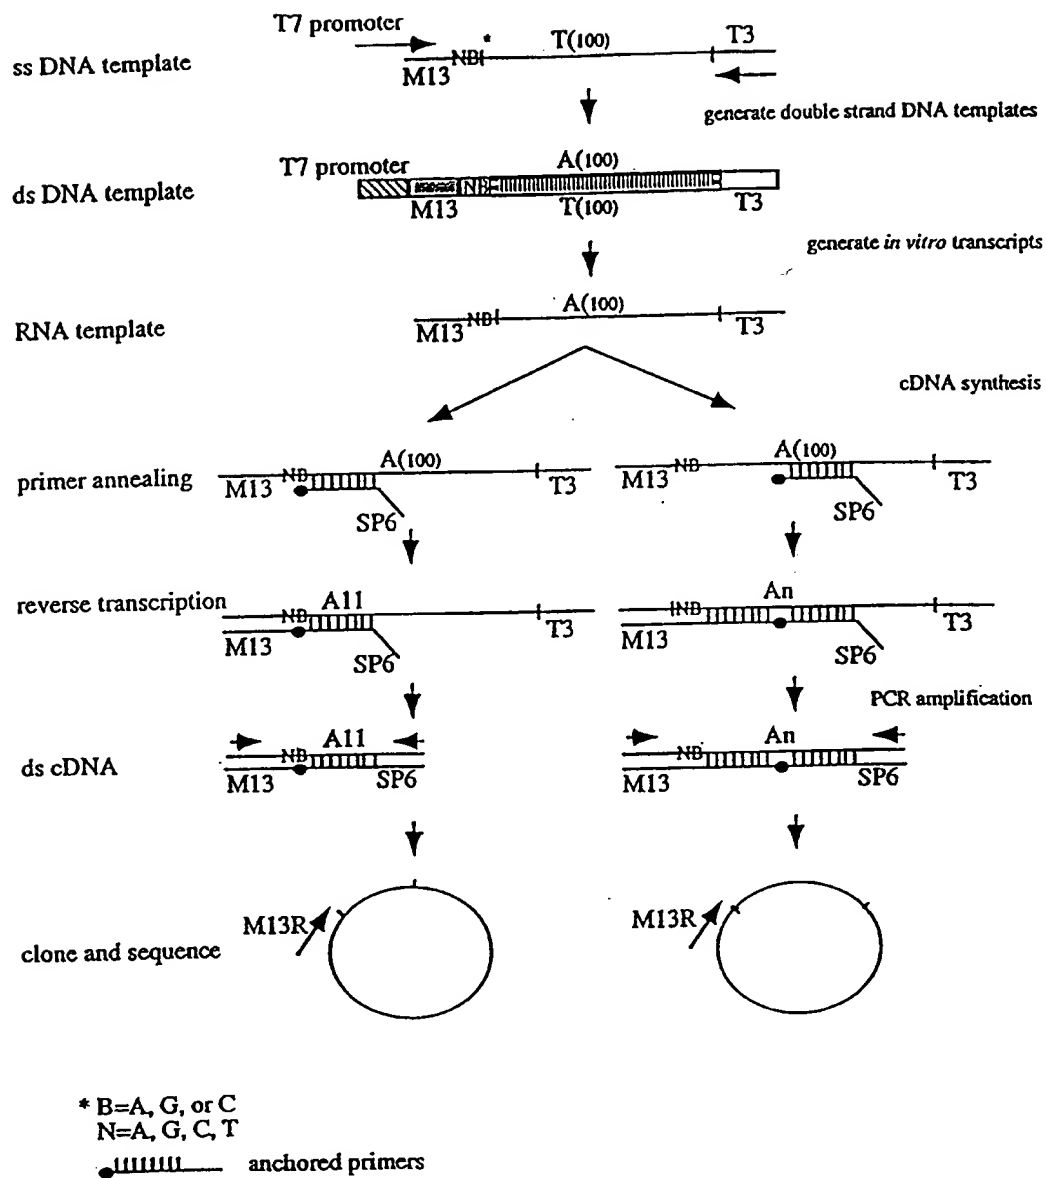 T7 promoter
* T(100) T3
ss DNA template
NB
M13
generate double strand DNA templates
T7 promoter A(100)
ds DNA template
NB
M13 T(100) T3
generate in vitro transcripts
A(100)
RNA template
M13 NB T3
cDNA synthesis
A(100) A(100)
primer annealing
NB NB
M13 T3 M13 T3
SP6 SP6
reverse transcription
A11 An
NB NB
M13 T3 M13 T3
SP6 SP6
PCR amplification
A11 An
NB NB
ds cDNA
M13 SP6 M13 SP6
M13R M13R
clone and sequence
* B=A, G, or C
N=A, G, C, T
anchored primers